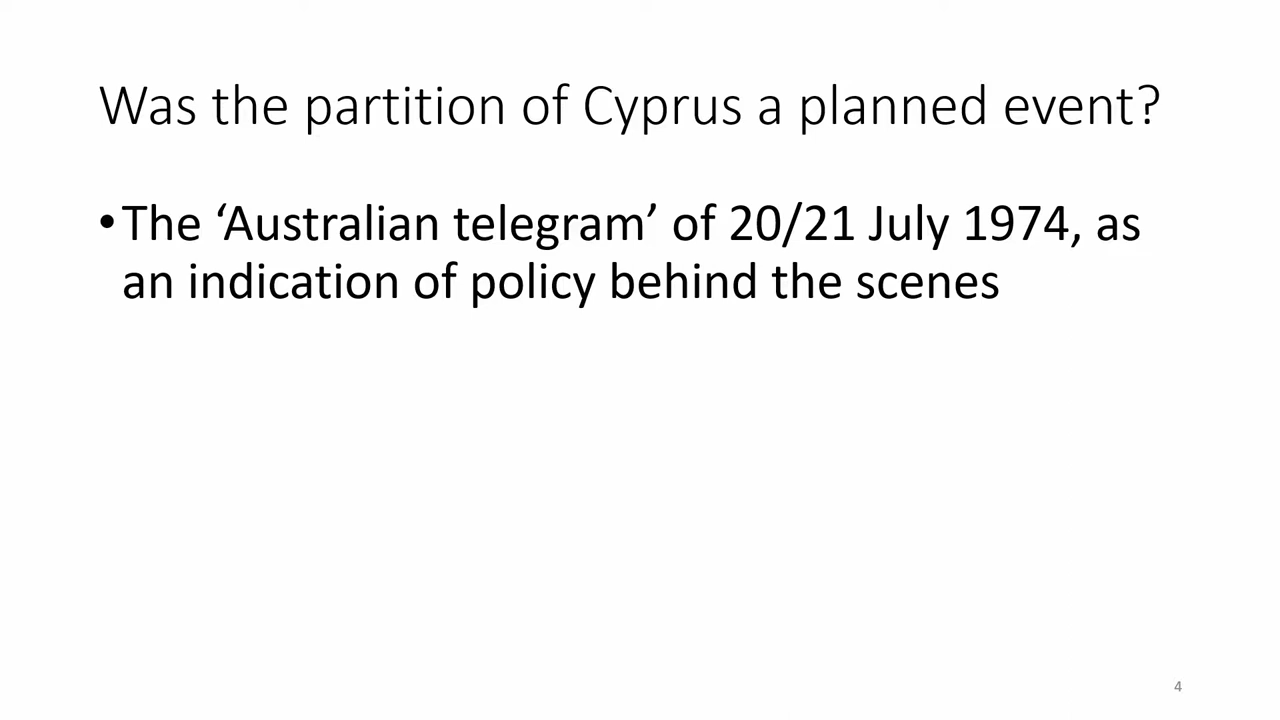 Was the partition of Cyprus a planned event?
•The ‘Australian telegram’ of 20/21 July 1974, as
an indication of policy behind the scenes
4